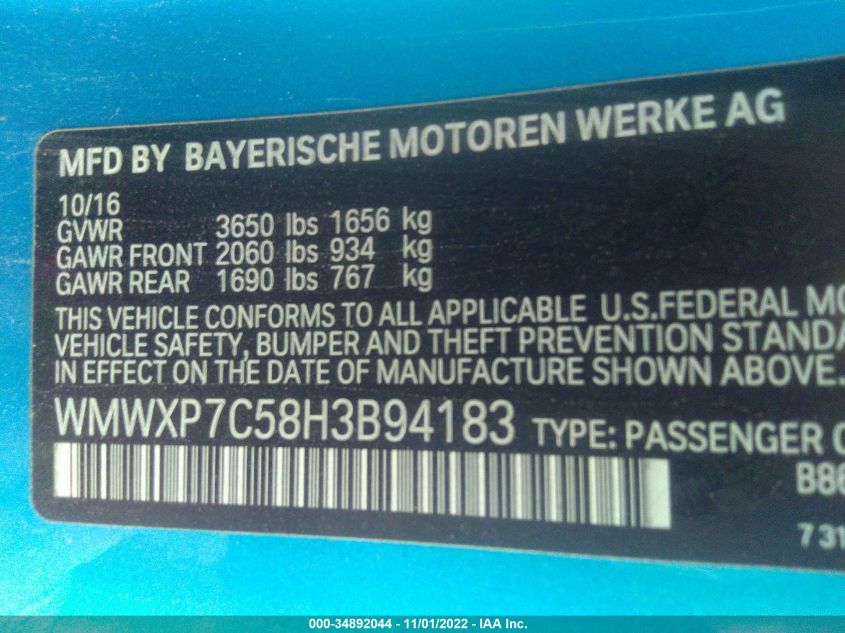 MFD BY BAYERISCHE MOTOREN WERKE AG
10/16
GVWR 3650 lbs 1656 kg
GAWR FRONT 2060 lbs 934 kg
GAWR REAR 1690 lbs 767 kg
THIS VEHICLE CONFORMS TO ALL APPLICABLE U.S.FEDERAL MO
VEHICLE SAFETY, BUMPER AND THEFT PREVENTION STANDA
IN EFFECT ON THE DATE OF MANUFACTURE SHOWN ABOVE.
WMWXP7C58H3B94183 TYPE: PASSENGER C
B86
7 31
000-34892044 - 11/01/2022 - IAA Inc.